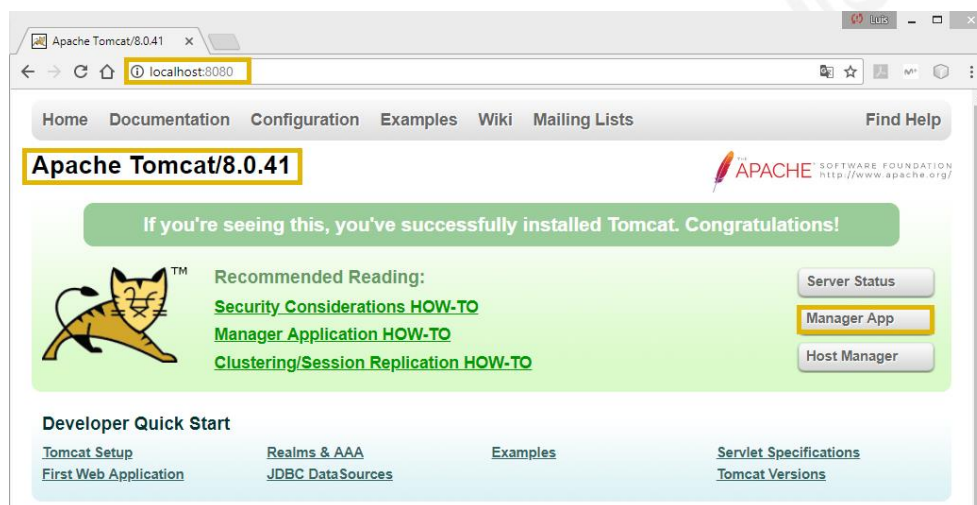 Luis
Apache Tomcat/8.0.41
localhost:8080
Home Documentation Configuration Examples Wiki Mailing Lists Find Help
Apache Tomcat/8.0.41
THE APACHE SOFTWARE FOUNDATION
http://www.apache.org/
If you're seeing this, you've successfully installed Tomcat. Congratulations!
TM
Recommended Reading:
Security Considerations HOW-TO
Manager Application HOW-TO
Clustering/Session Replication HOW-TO
Server Status
Manager App
Host Manager
Developer Quick Start
Tomcat Setup Realms & AAA Examples Servlet Specifications
First Web Application JDBC DataSources Tomcat Versions